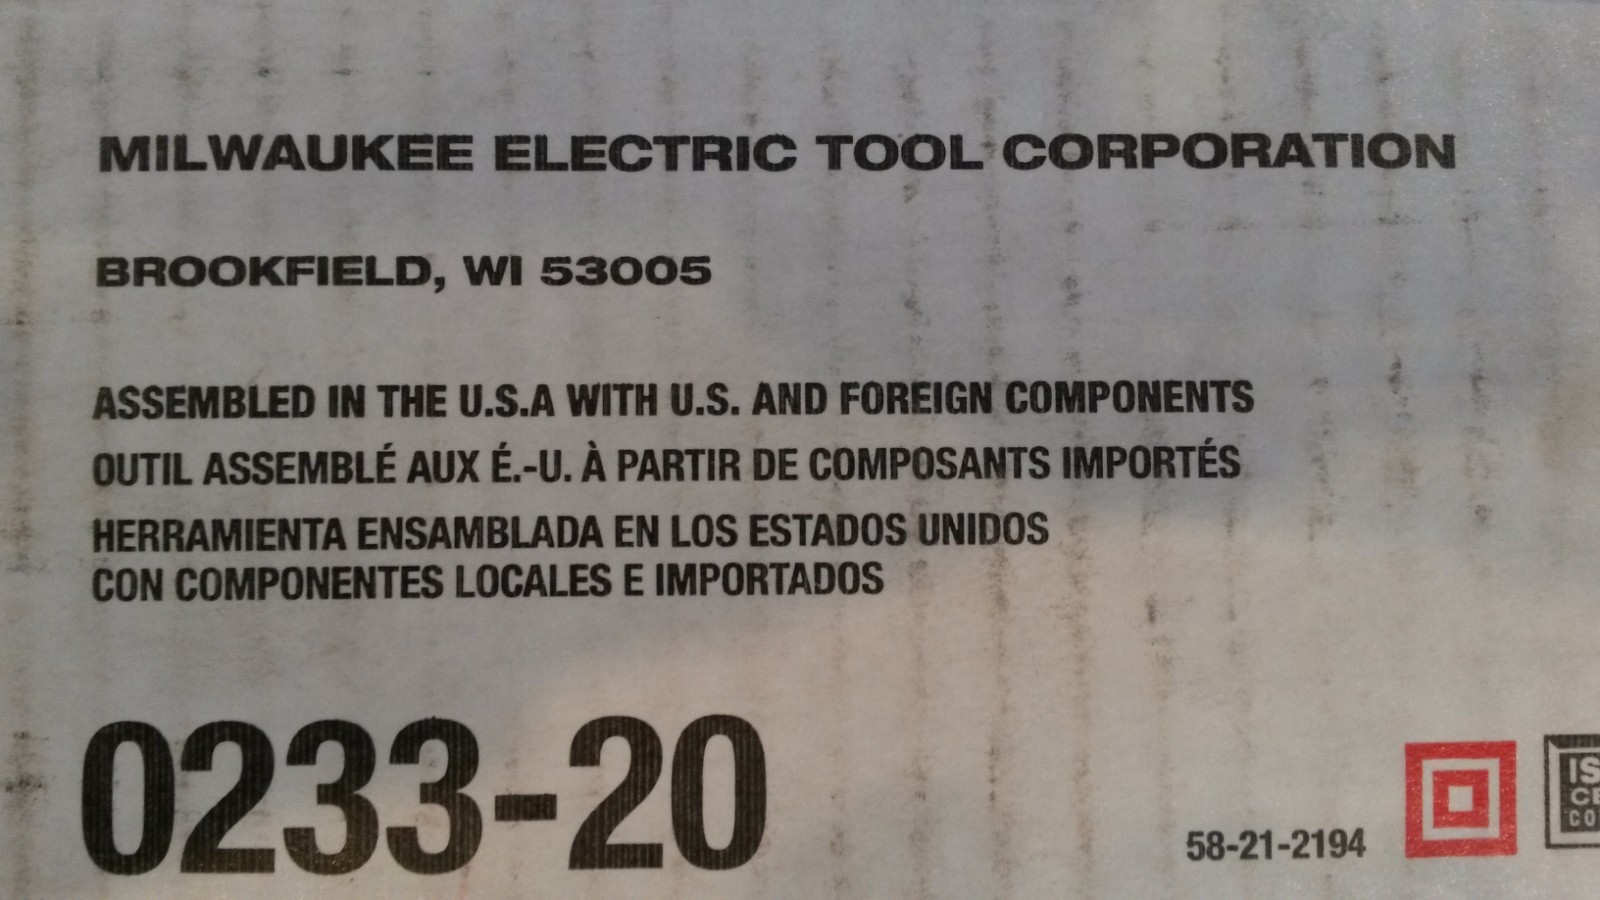 MILWAUKEE ELECTRIC TOOL CORPORATION
BROOKFIELD, WI 53005
ASSEMBLED IN THE U.S.A WITH U.S. AND FOREIGN COMPONENTS
OUTIL ASSEMBLÉ AUX É.-U. À PARTIR DE COMPOSANTS IMPORTÉS
HERRAMIENTA ENSAMBLADA EN LOS ESTADOS UNIDOS
CON COMPONENTES LOCALES E IMPORTADOS
0233-20
58-21-2194